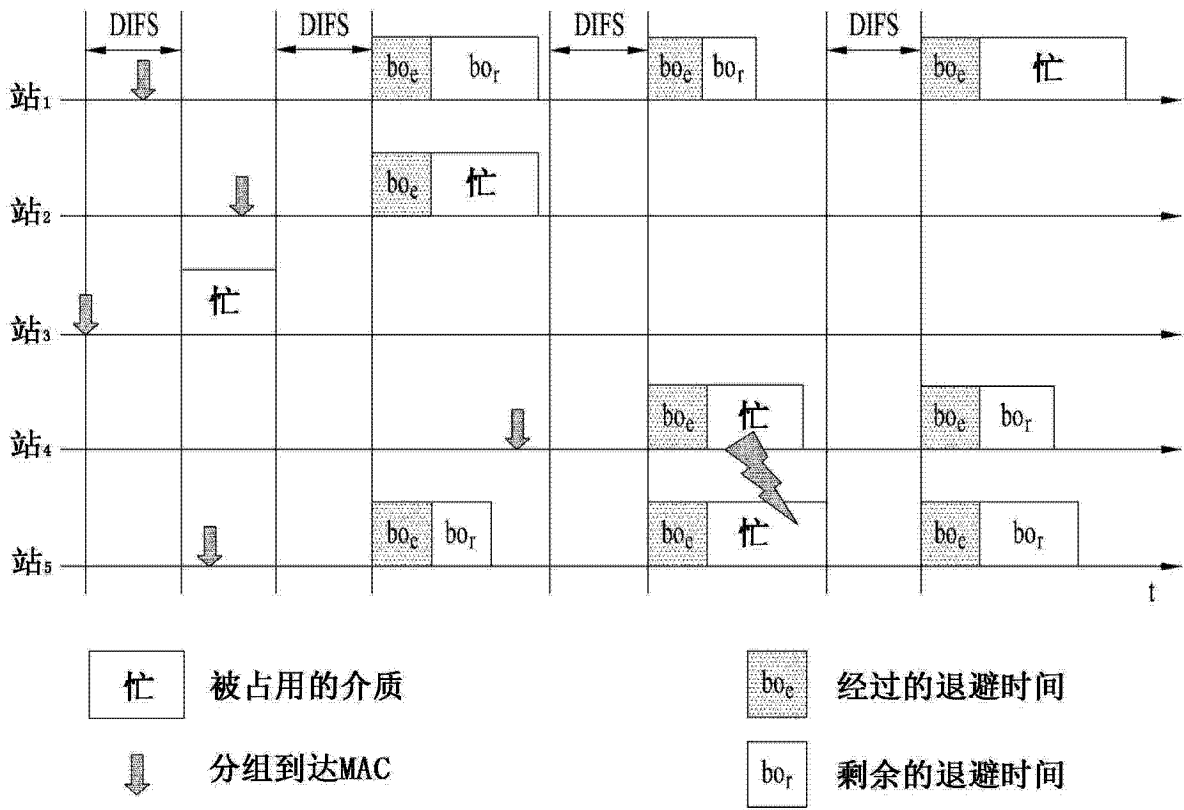 DIFS DIFS DIFS DIFS
站1 boe bor boe bor boe 忙
站2 boe 忙
站3 忙
站4 boe 忙 boe bor
站5 boe bor boe 忙 boe bor
t
忙 被占用的介质 boe 经过的退避时间
分组到达MAC bor 剩余的退避时间